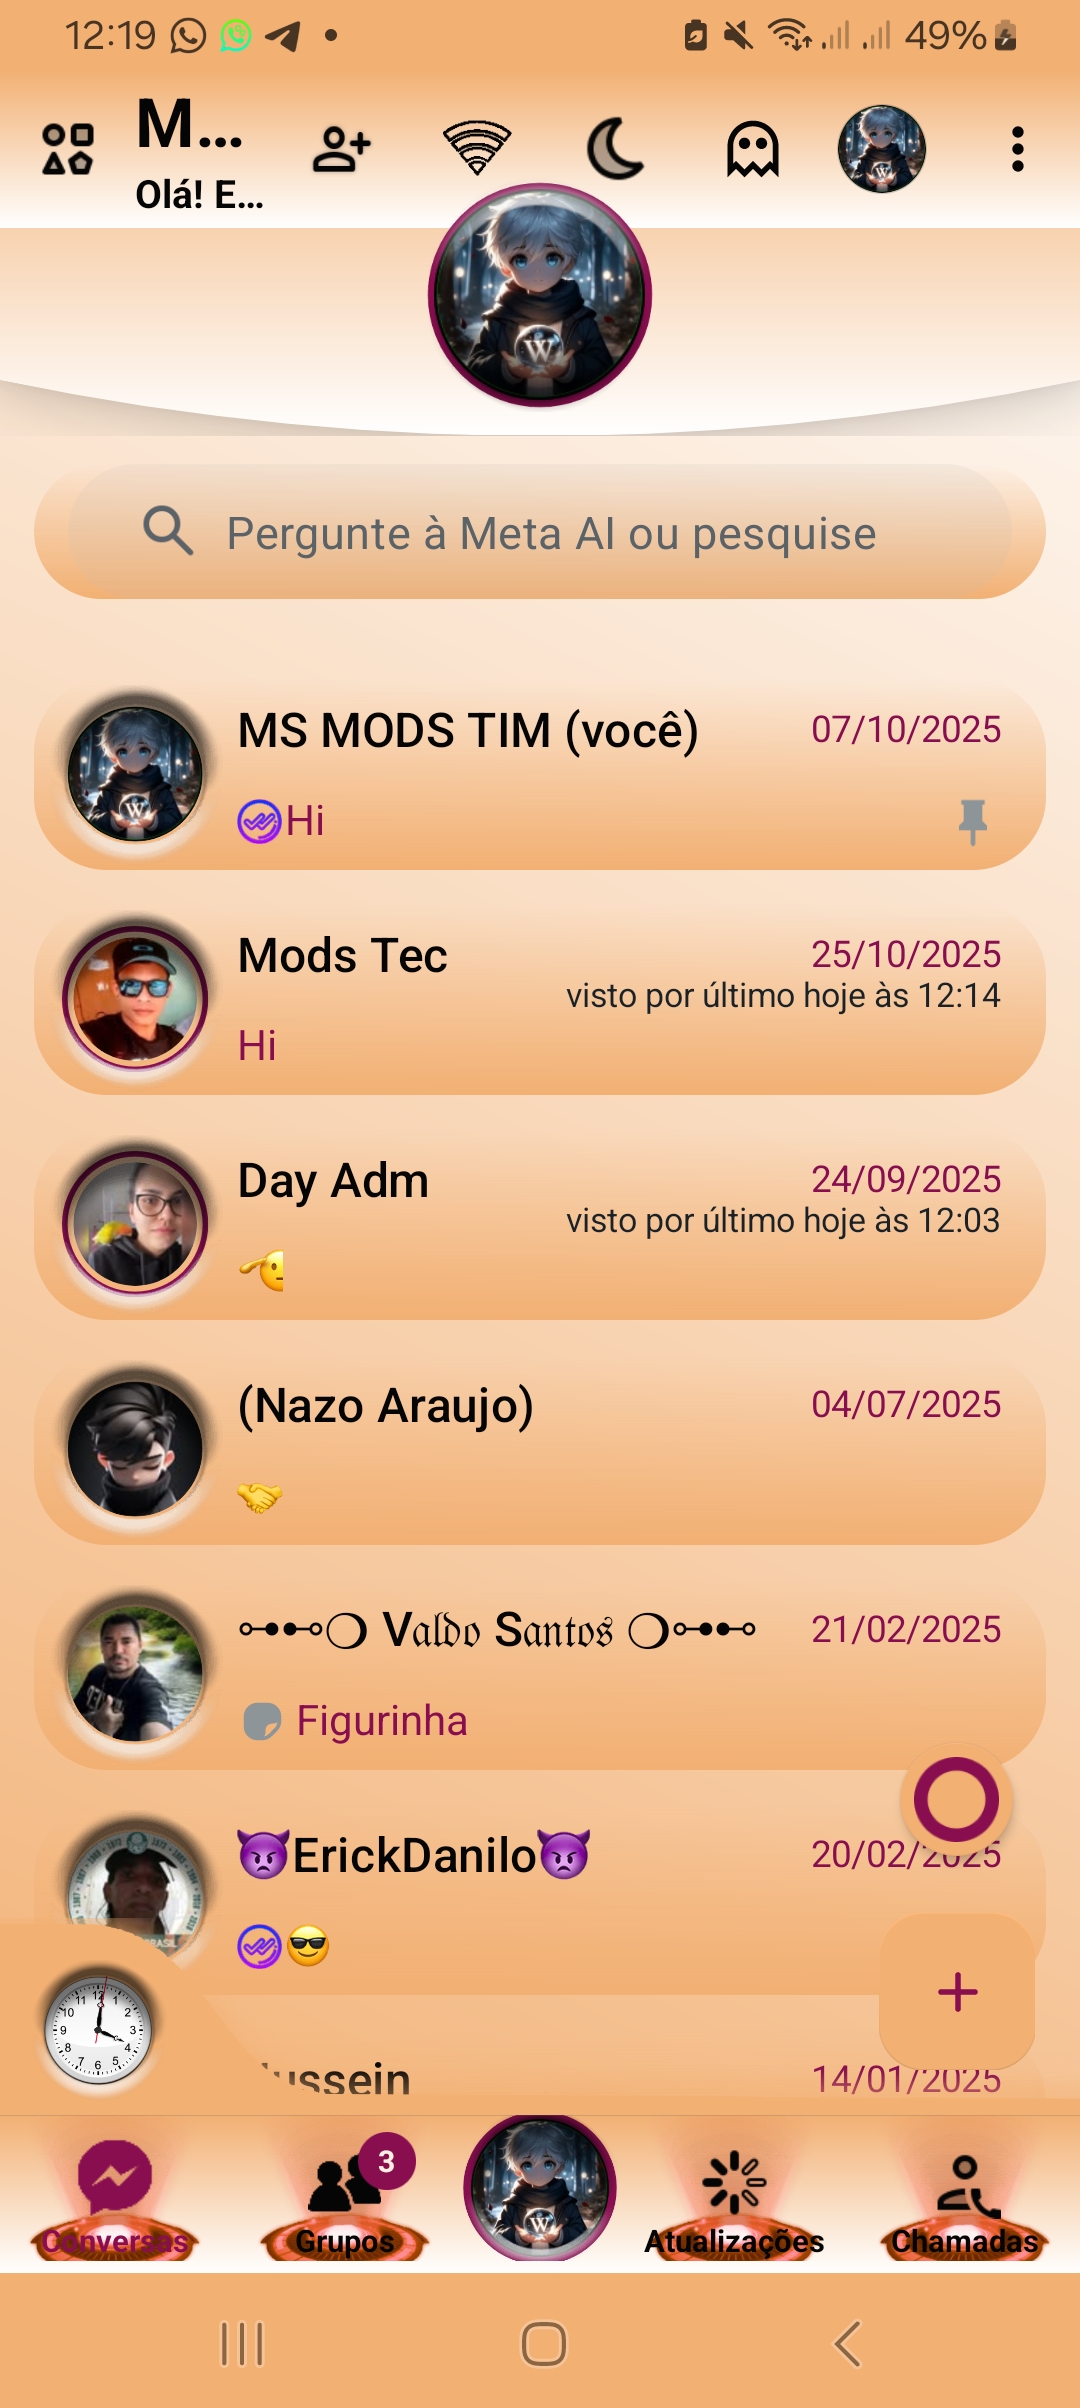 12:19
49%
M...
Olá! E...
Pergunte à Meta AI ou pesquise
MS MODS TIM (você)
07/10/2025
Hi
Mods Tec
25/10/2025
visto por último hoje às 12:14
Hi
Day Adm
24/09/2025
visto por último hoje às 12:03
(Nazo Araujo)
04/07/2025
⊶●●⊷❍ V𝔞𝔩𝔡𝔬 S𝔞𝔫𝔱𝔬𝔰 ❍⊶●●⊷
21/02/2025
Figurinha
😈ErickDanilo😈
20/02/2025
ussein
14/01/2025
3
Conversas
Grupos
Atualizações
Chamadas